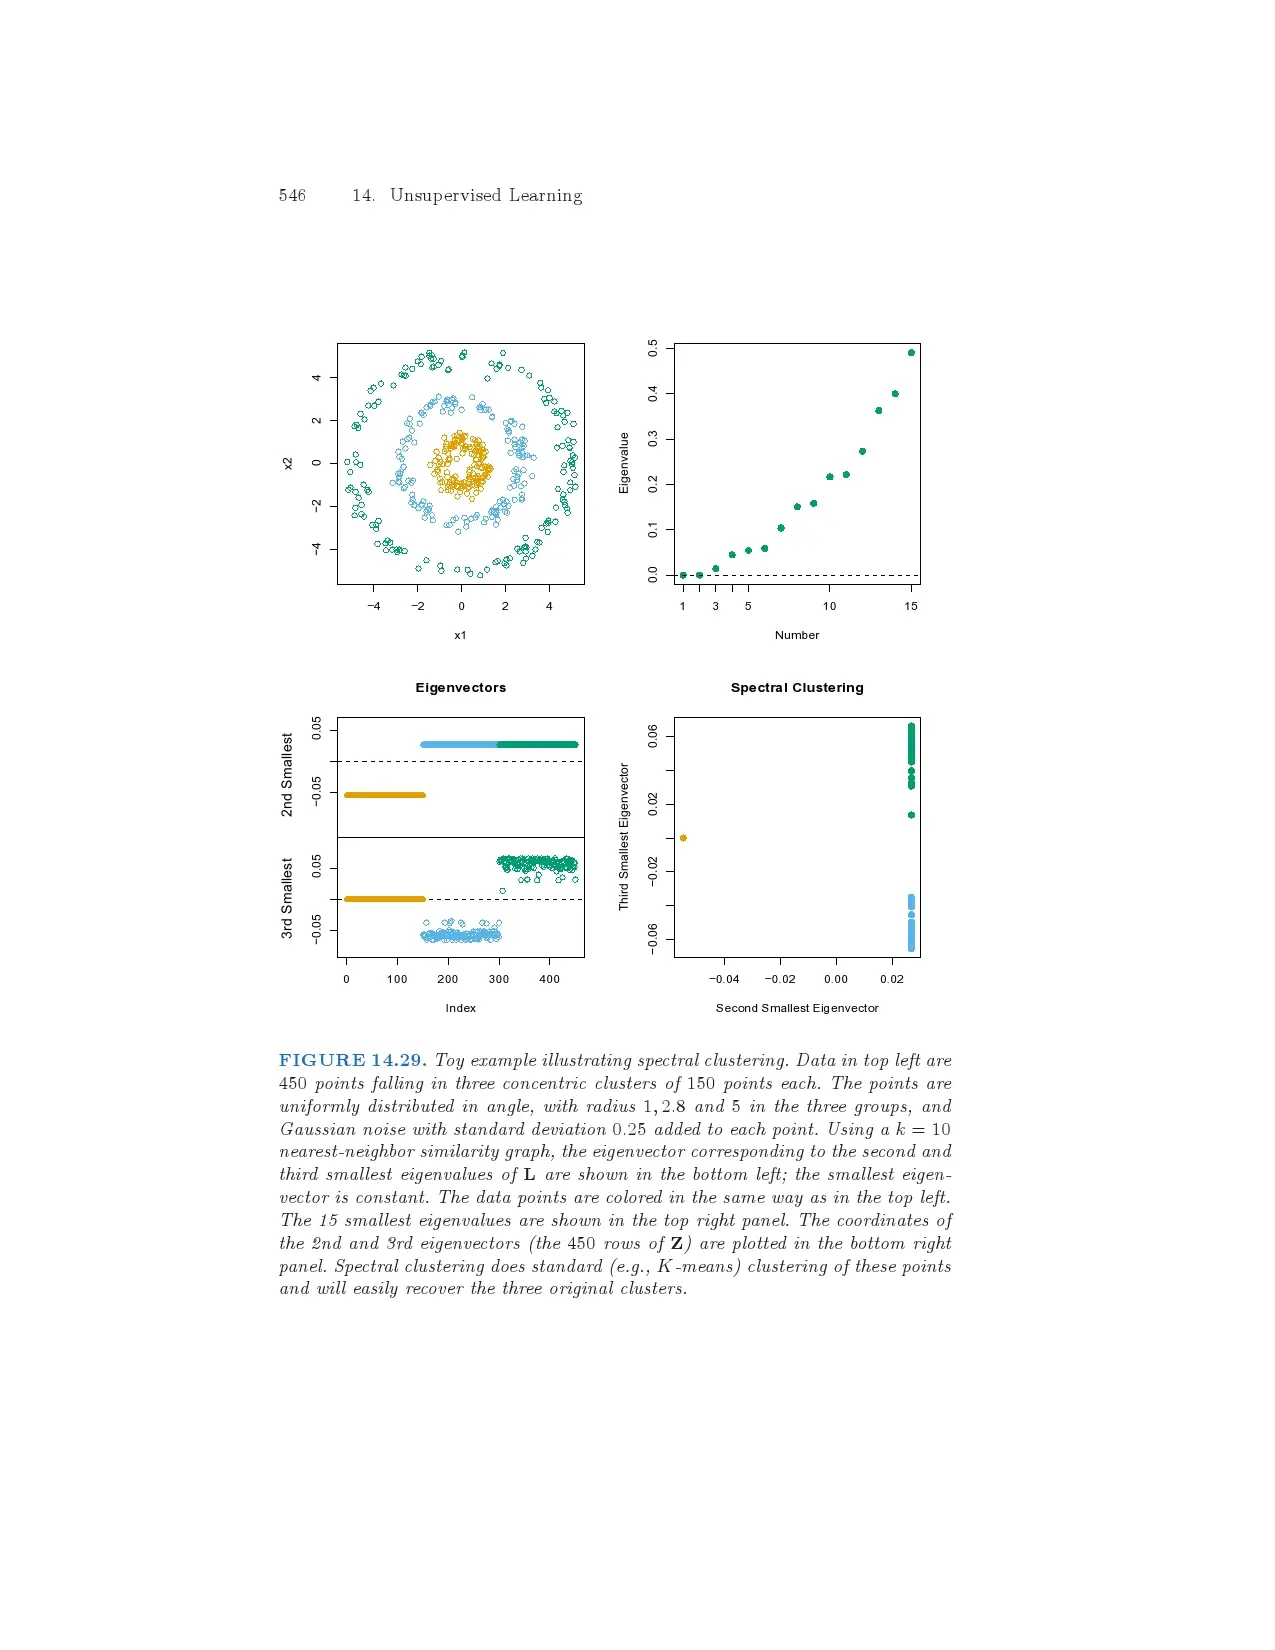 546 14. Unsupervised Learning
x2
−4 −2 0 2 4
−4 −2 0 2 4
x1
Eigenvalue
0.0 0.1 0.2 0.3 0.4 0.5
1 3 5 10 15
Number
Eigenvectors
2nd Smallest
−0.05 0.05
3rd Smallest
−0.05 0.05
0 100 200 300 400
Index
Spectral Clustering
Third Smallest Eigenvector
−0.06 −0.02 0.02 0.06
−0.04 −0.02 0.00 0.02
Second Smallest Eigenvector
FIGURE 14.29. Toy example illustrating spectral clustering. Data in top left are
450 points falling in three concentric clusters of 150 points each. The points are
uniformly distributed in angle, with radius 1, 2.8 and 5 in the three groups, and
Gaussian noise with standard deviation 0.25 added to each point. Using a k = 10
nearest-neighbor similarity graph, the eigenvector corresponding to the second and
third smallest eigenvalues of L are shown in the bottom left; the smallest eigen-
vector is constant. The data points are colored in the same way as in the top left.
The 15 smallest eigenvalues are shown in the top right panel. The coordinates of
the 2nd and 3rd eigenvectors (the 450 rows of Z) are plotted in the bottom right
panel. Spectral clustering does standard (e.g., K-means) clustering of these points
and will easily recover the three original clusters.